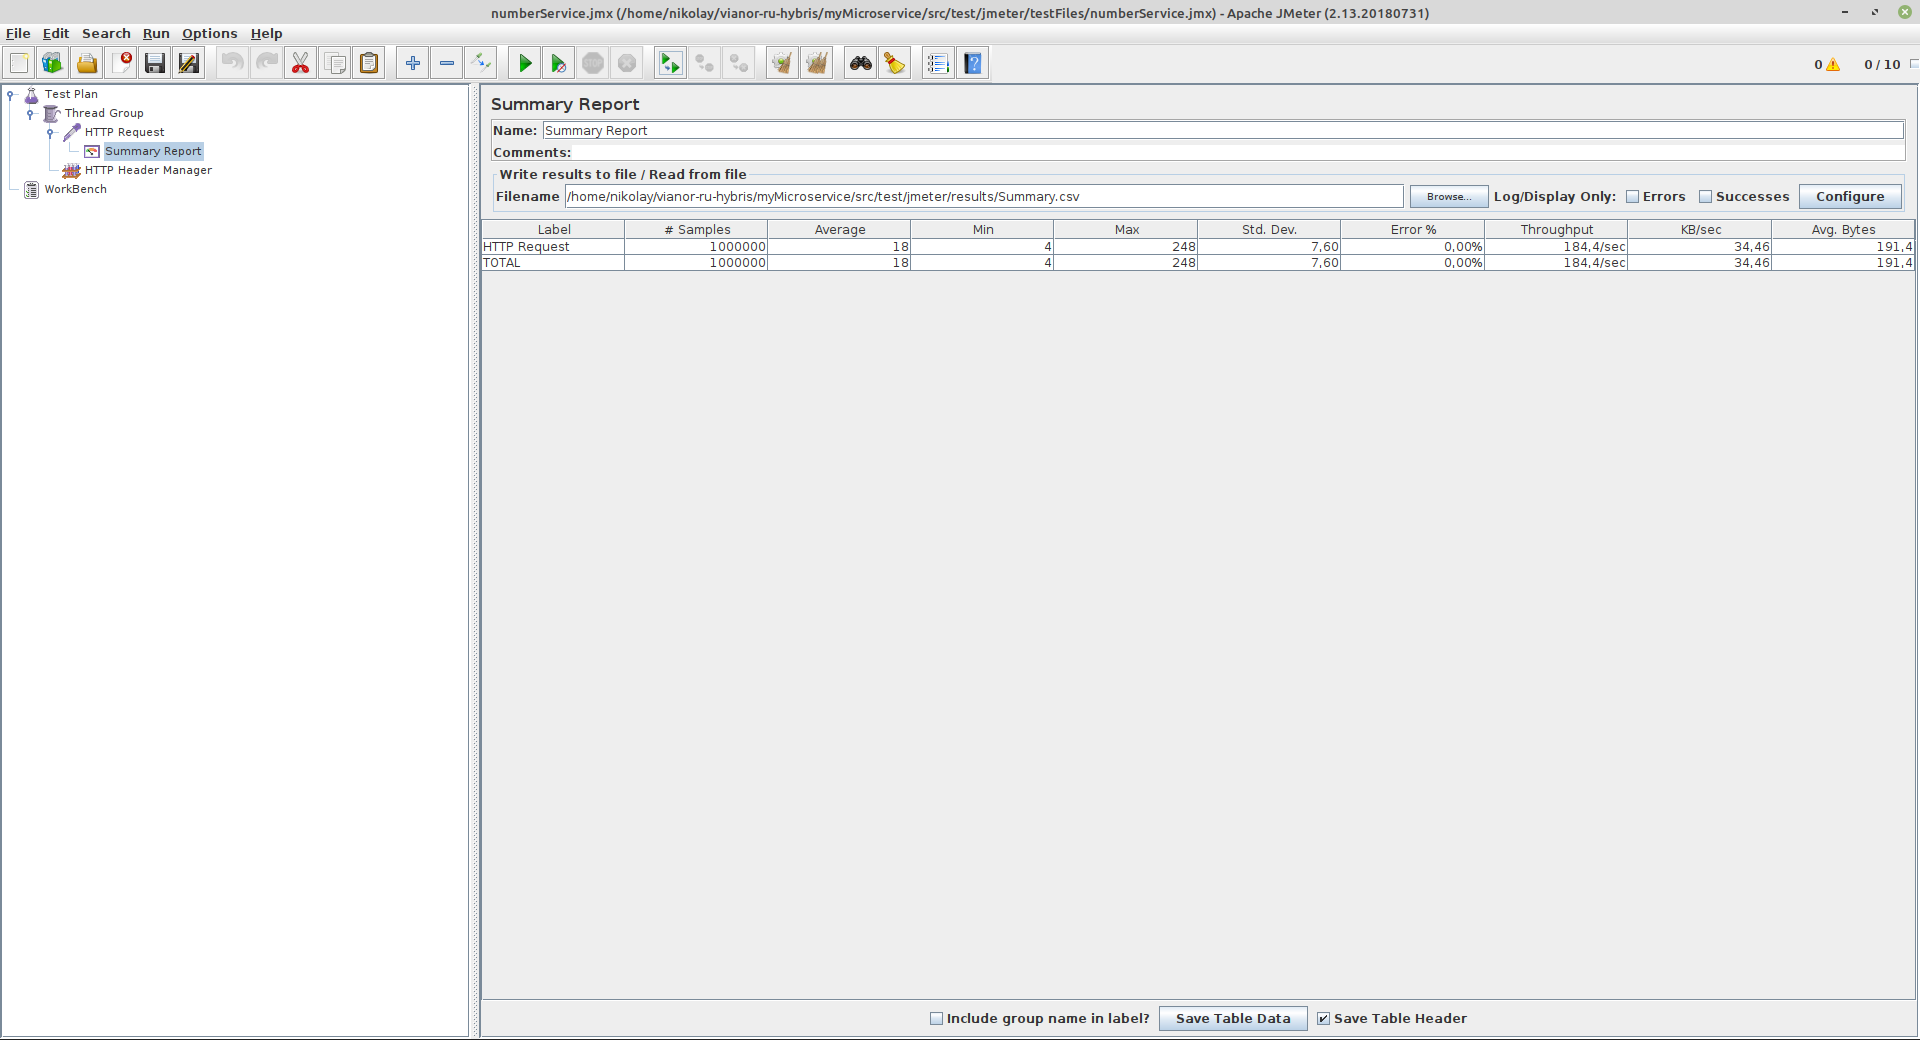 numberService.jmx (/home/nikolay/vianor-ru-hybris/myMicroservice/src/test/jmeter/testFiles/numberService.jmx) - Apache JMeter (2.13.20180731)
File Edit Search Run Options Help
STOP 0 0 / 10
Test Plan
Thread Group
HTTP Request
Summary Report
HTTP Header Manager
WorkBench
Summary Report
Name: Summary Report
Comments:
Write results to file / Read from file
Filename /home/nikolay/vianor-ru-hybris/myMicroservice/src/test/jmeter/results/Summary.csv Browse... Log/Display Only: Errors Successes Configure
Label # Samples Average Min Max Std. Dev. Error % Throughput KB/sec Avg. Bytes
HTTP Request 1000000 18 4 248 7,60 0,00% 184,4/sec 34,46 191,4
TOTAL 1000000 18 4 248 7,60 0,00% 184,4/sec 34,46 191,4
Include group name in label? Save Table Data Save Table Header